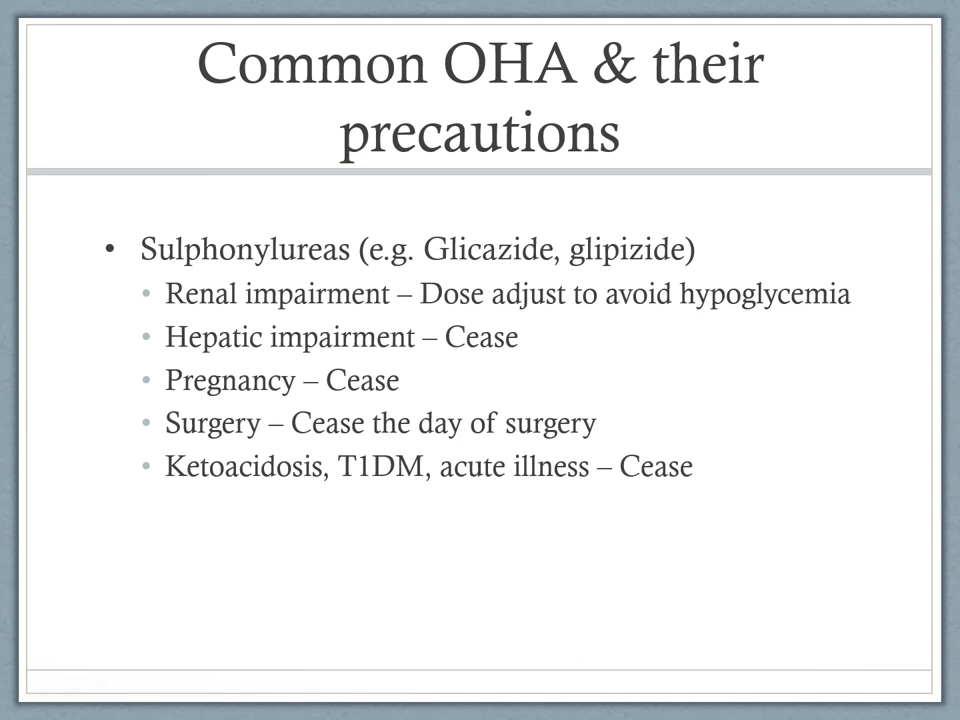 Common OHA & their
precautions
• Sulphonylureas (e.g. Glicazide, glipizide)
• Renal impairment – Dose adjust to avoid hypoglycemia
• Hepatic impairment – Cease
• Pregnancy – Cease
• Surgery – Cease the day of surgery
• Ketoacidosis, T1DM, acute illness – Cease